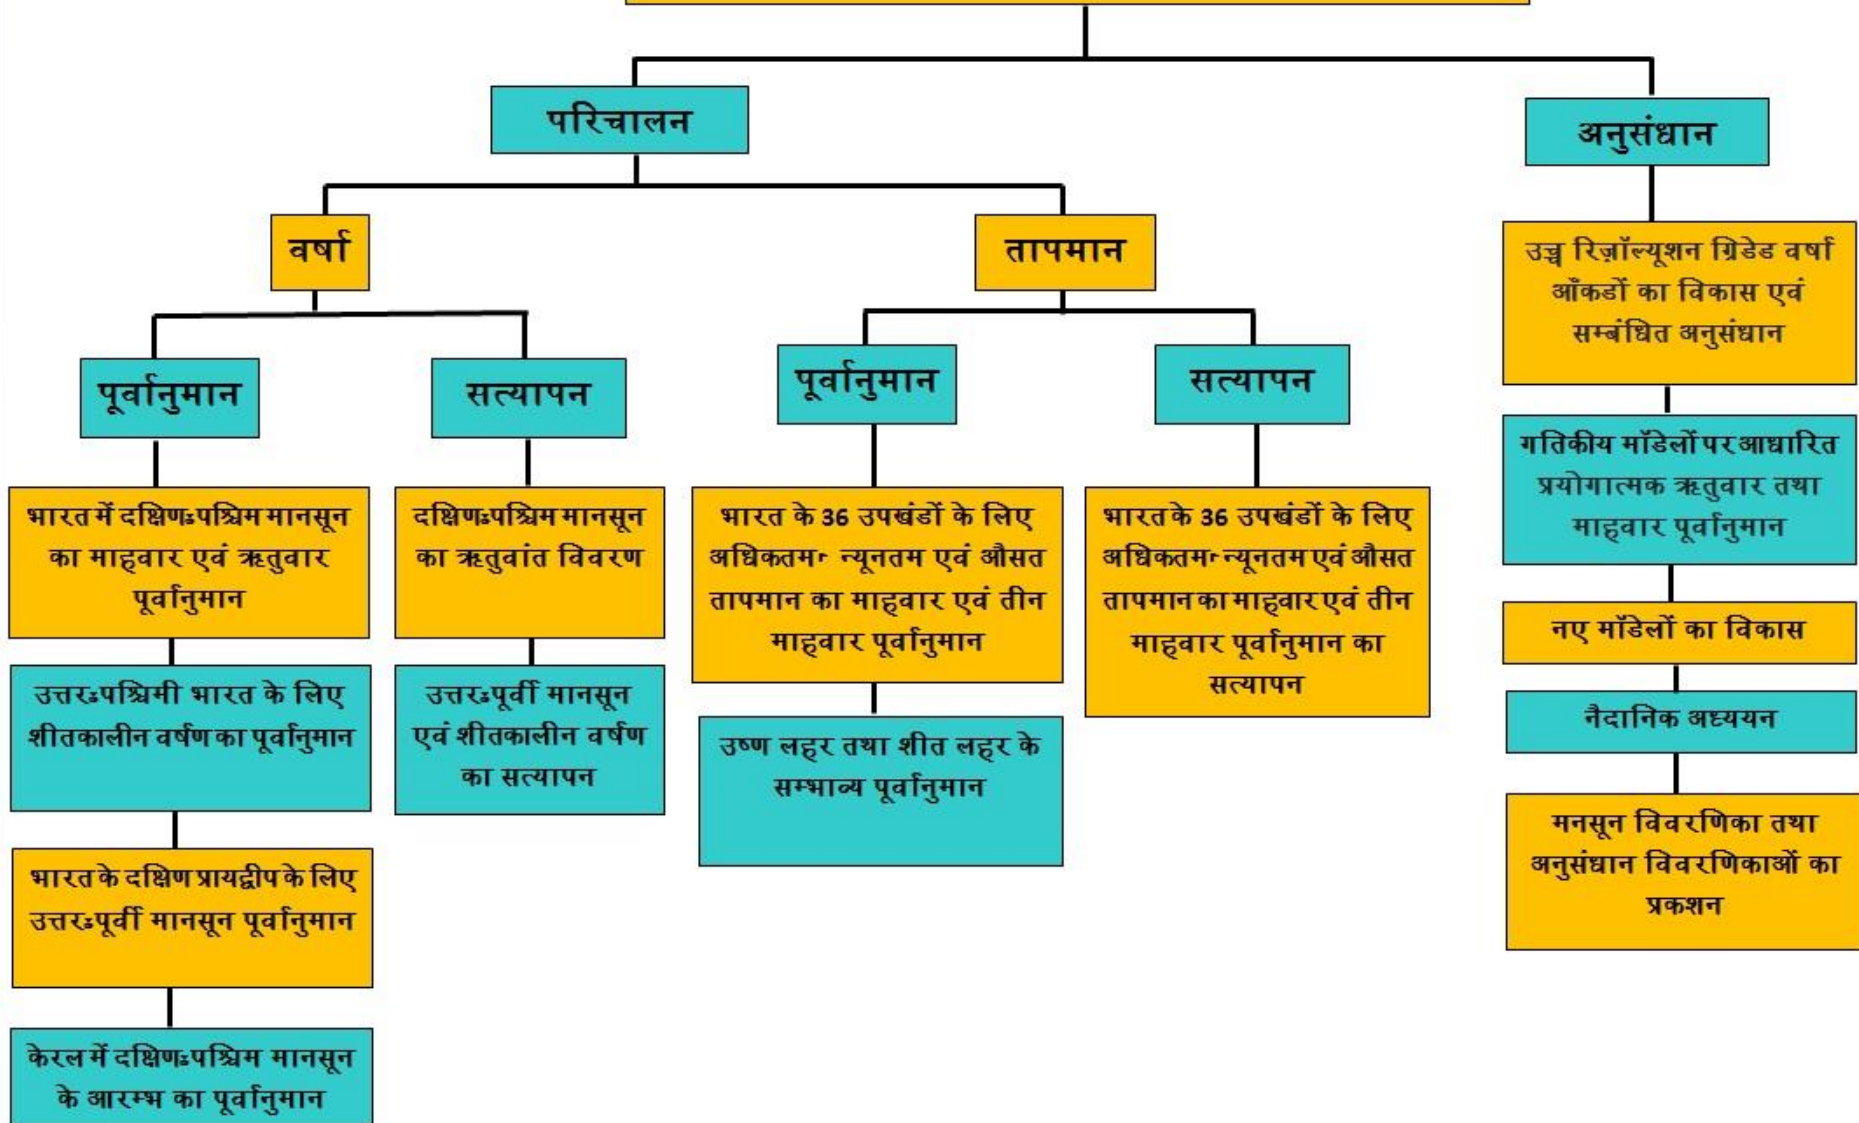 परिचालन
अनुसंधान
वर्षा
तापमान
पूर्वानुमान
सत्यापन
पूर्वानुमान
सत्यापन
भारत में दक्षिणःपश्चिम मानसून
का माहवार एवं ऋतुवार
पूर्वानुमान
उत्तरःपश्चिमी भारत के लिए
शीतकालीन वर्षण का पूर्वानुमान
भारत के दक्षिण प्रायद्वीप के लिए
उत्तरःपूर्वी मानसून पूर्वानुमान
केरल में दक्षिणःपश्चिम मानसून
के आरम्भ का पूर्वानुमान
दक्षिणःपश्चिम मानसून
का ऋतुवांत विवरण
उत्तरःपूर्वी मानसून
एवं शीतकालीन वर्षण
का सत्यापन
भारत के 36 उपखंडों के लिए
अधिकतम न्यूनतम एवं औसत
तापमान का माहवार एवं तीन
माहवार पूर्वानुमान
उष्ण लहर तथा शीत लहर के
सम्भाव्य पूर्वानुमान
भारत के 36 उपखंडों के लिए
अधिकतम न्यूनतम एवं औसत
तापमान का माहवार एवं तीन
माहवार पूर्वानुमान का
सत्यापन
उच्च रिज़ॉल्यूशन ग्रिडेड वर्षा
आँकडों का विकास एवं
सम्बंधित अनुसंधान
गतिकीय मॉडेलों पर आधारित
प्रयोगात्मक ऋतुवार तथा
माहवार पूर्वानुमान
नए मॉडेलों का विकास
नैदानिक अध्ययन
मनसून विवरणिका तथा
अनुसंधान विवरणिकाओं का
प्रकशन